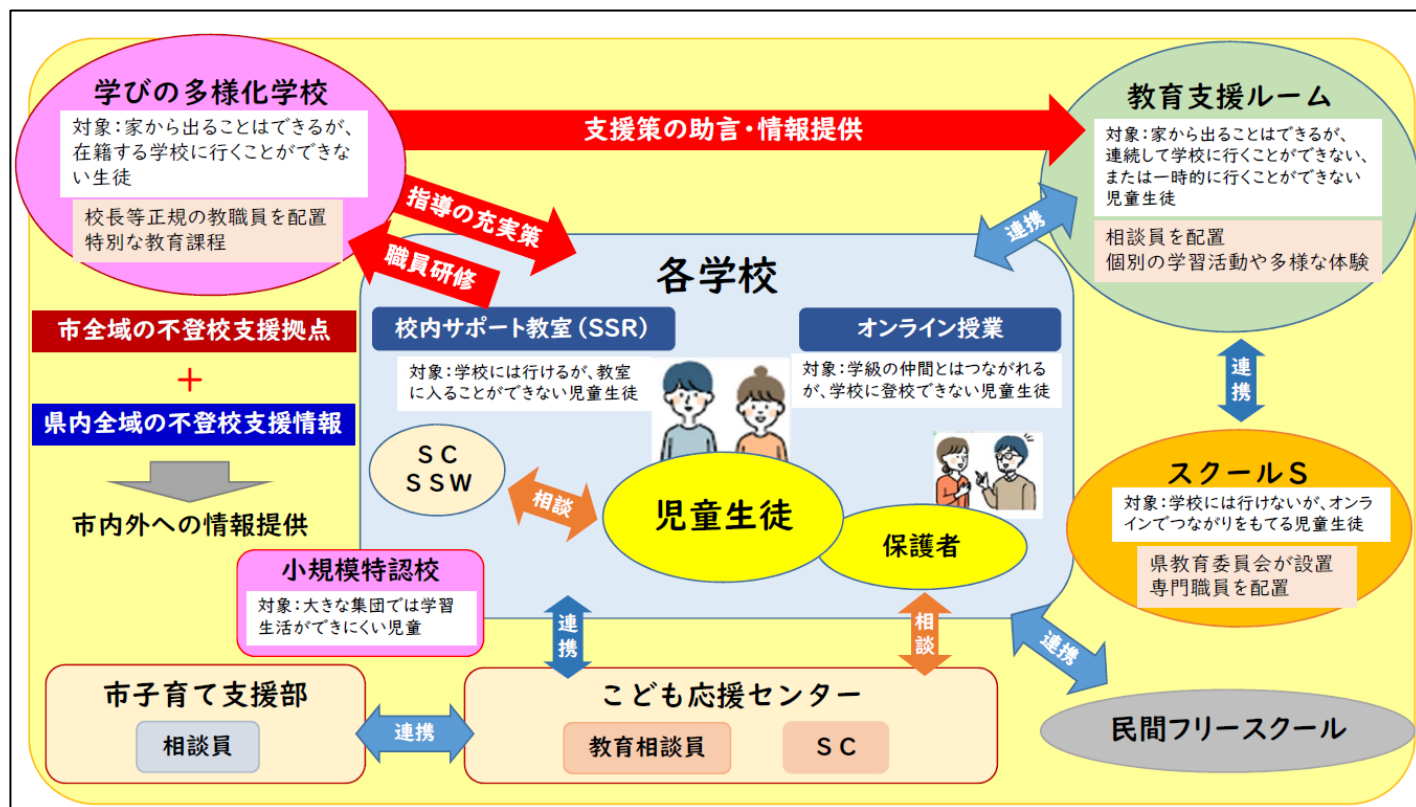 学びの多様化学校
対象：家から出ることはできるが、
在籍する学校に行くことができな
い生徒
校長等正規の教職員を配置
特別な教育課程
支援策の助言・情報提供
教育支援ルーム
対象：家から出ることはできるが、
連続して学校に行くことができない、
または一時的に行くことができない
児童生徒
相談員を配置
個別の学習活動や多様な体験
指導の充実策
職員研修
連携
各学校
市全域の不登校支援拠点
＋
県内全域の不登校支援情報
市内外への情報提供
校内サポート教室（SSR）
対象：学校には行けるが、教室
に入ることができない児童生徒
オンライン授業
対象：学級の仲間とはつながれる
が、学校に登校できない児童生徒
ＳＣ
ＳＳＷ
相談
児童生徒
保護者
連携
スクールＳ
対象：学校には行けないが、オンラ
インでつながりをもてる児童生徒
県教育委員会が設置
専門職員を配置
小規模特認校
対象：大きな集団では学習
生活ができにくい児童
連携
相談
連携
市子育て支援部
相談員
連携
こども応援センター
教育相談員
ＳＣ
民間フリースクール